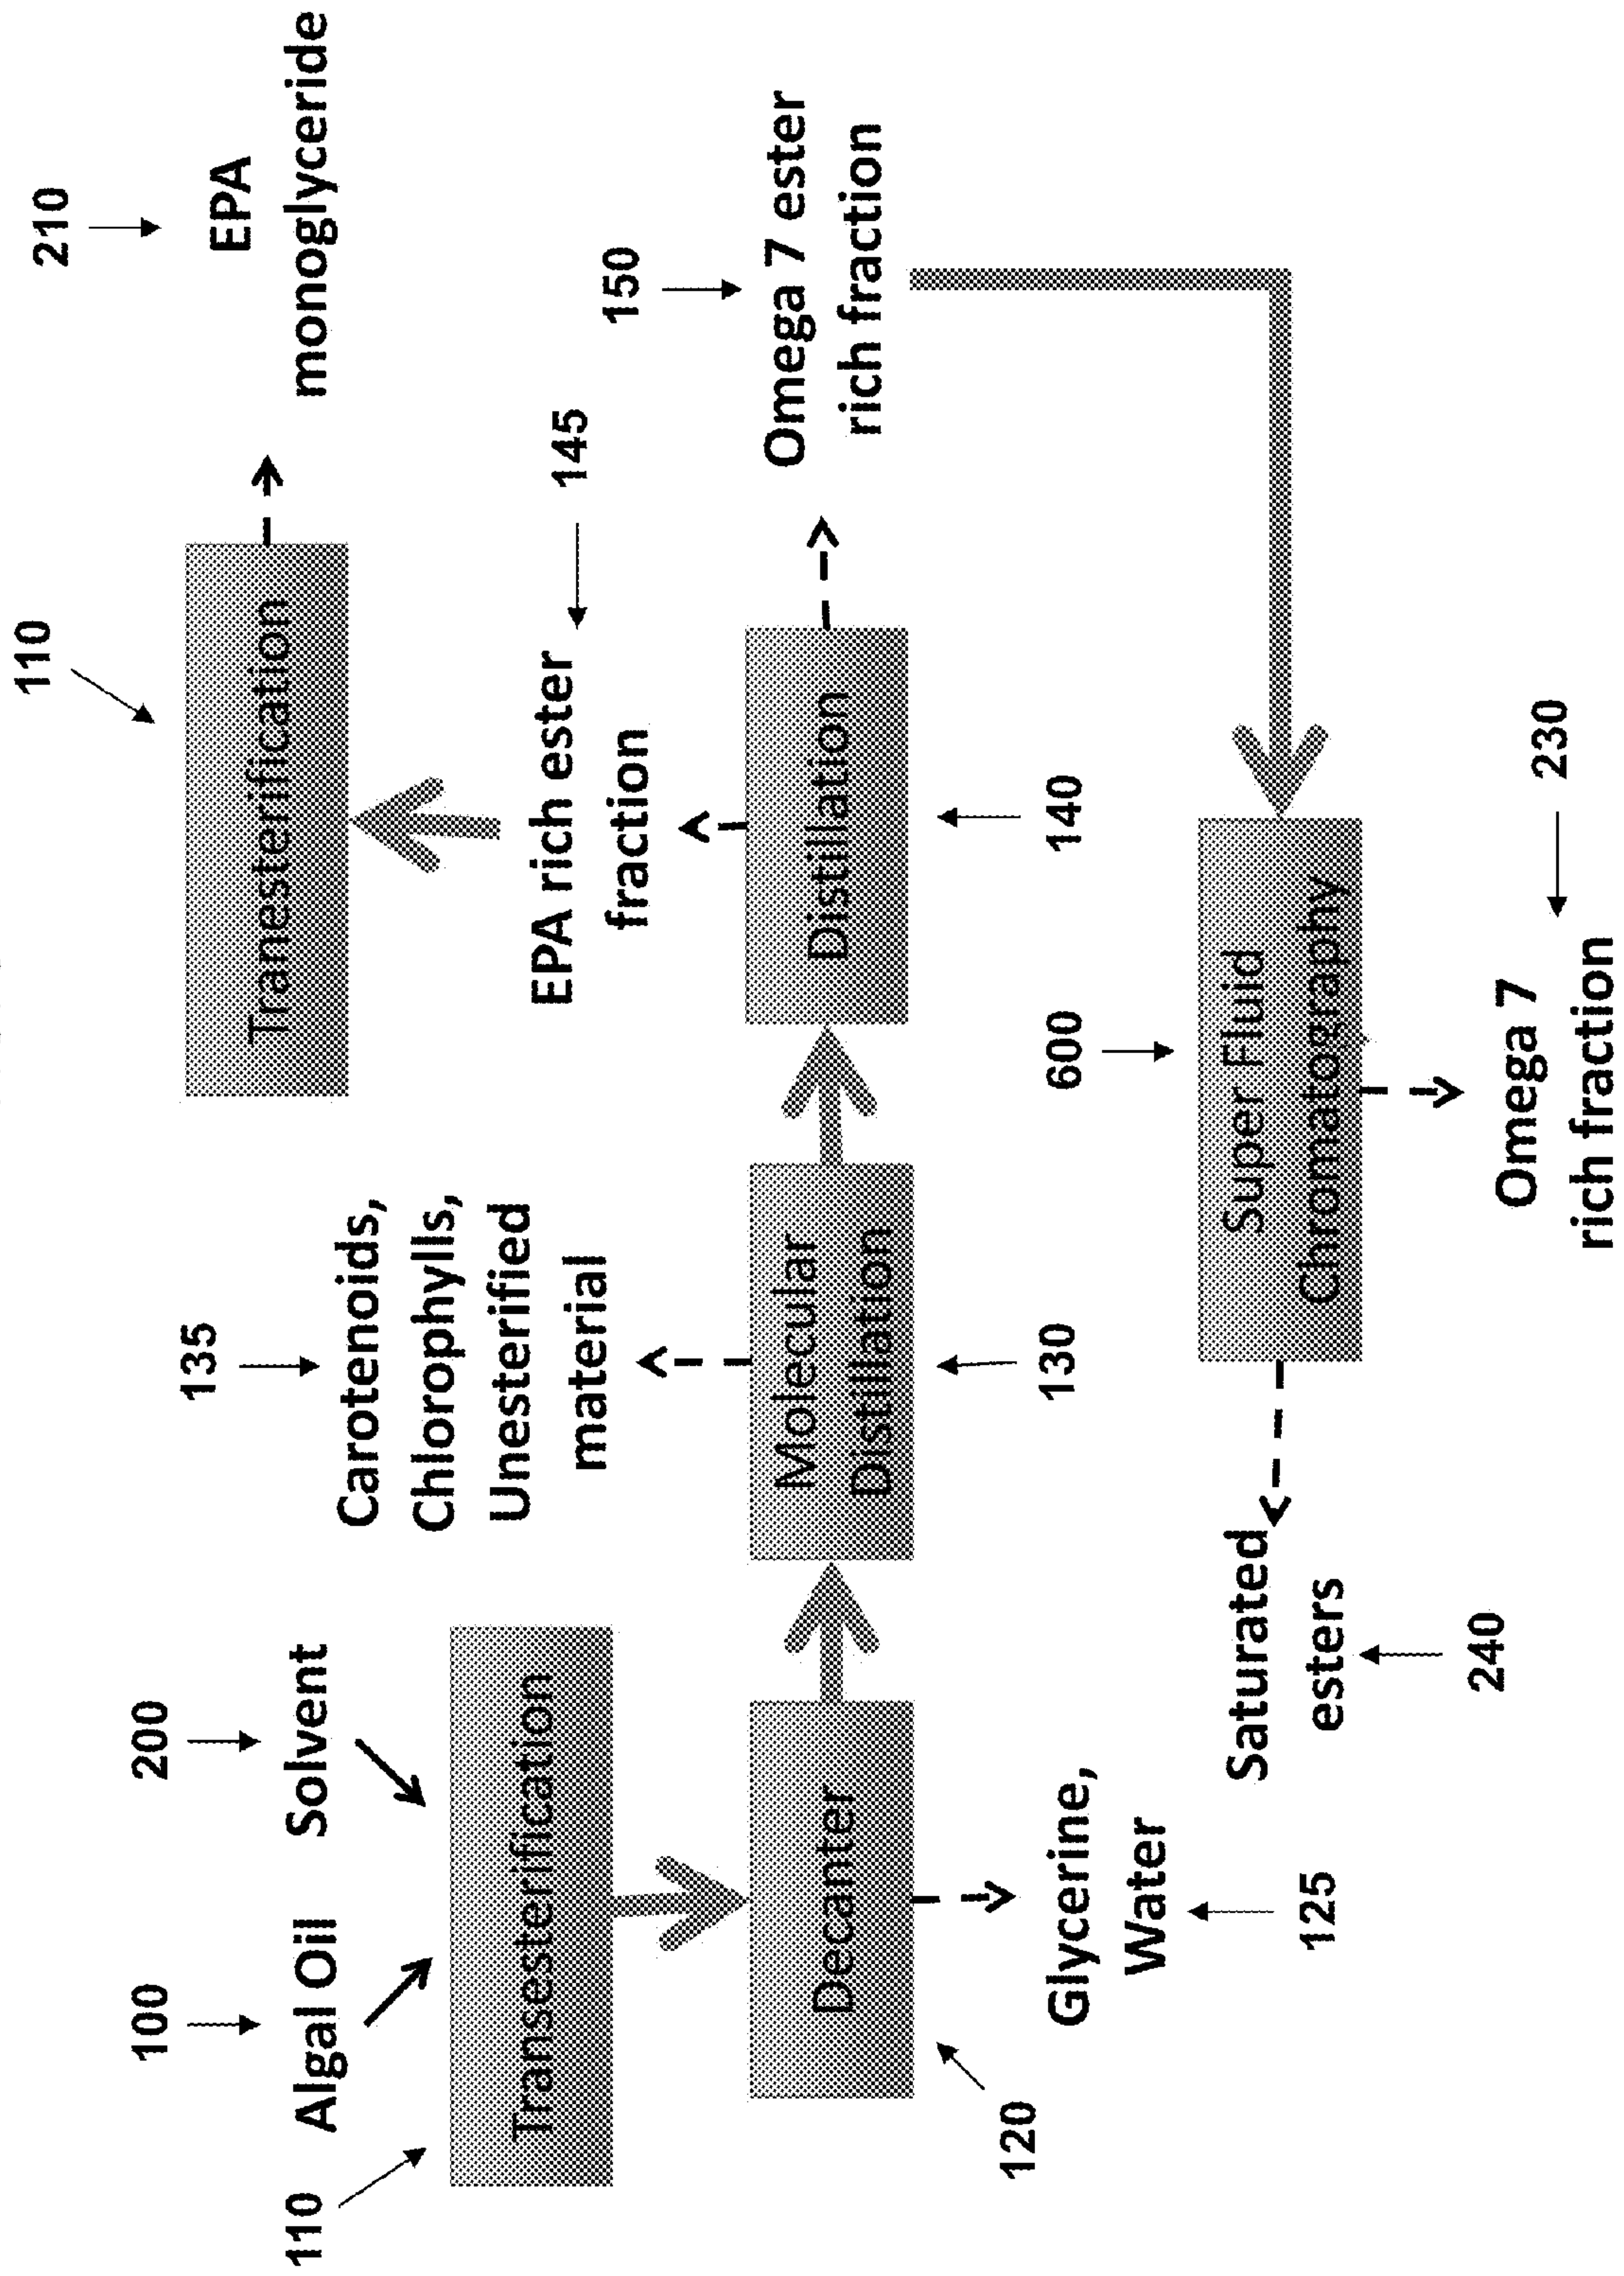 110
210
Tranesterification
EPA
monoglyceride
100
200
135
110
Algal Oil
Solvent
Carotenoids,
Chlorophylls,
Unesterified
material
Transesterification
EPA rich ester
fraction
145
150
Decanter
Molecular
Distillation
Distillation
Omega 7 ester
rich fraction
120
130
140
Glycerine,
Water
125
600
Super Fluid
Chromatography
Saturated
esters
240
Omega 7
rich fraction
230